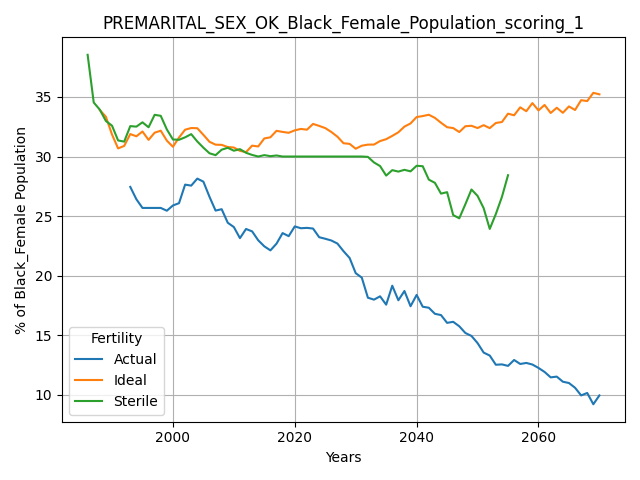 PREMARITAL_SEX_OK_Black_Female_Population_scoring_1
% of Black_Female Population
35
30
25
20
15
10
Fertility
Actual
Ideal
Sterile
2000
2020
2040
2060
Years